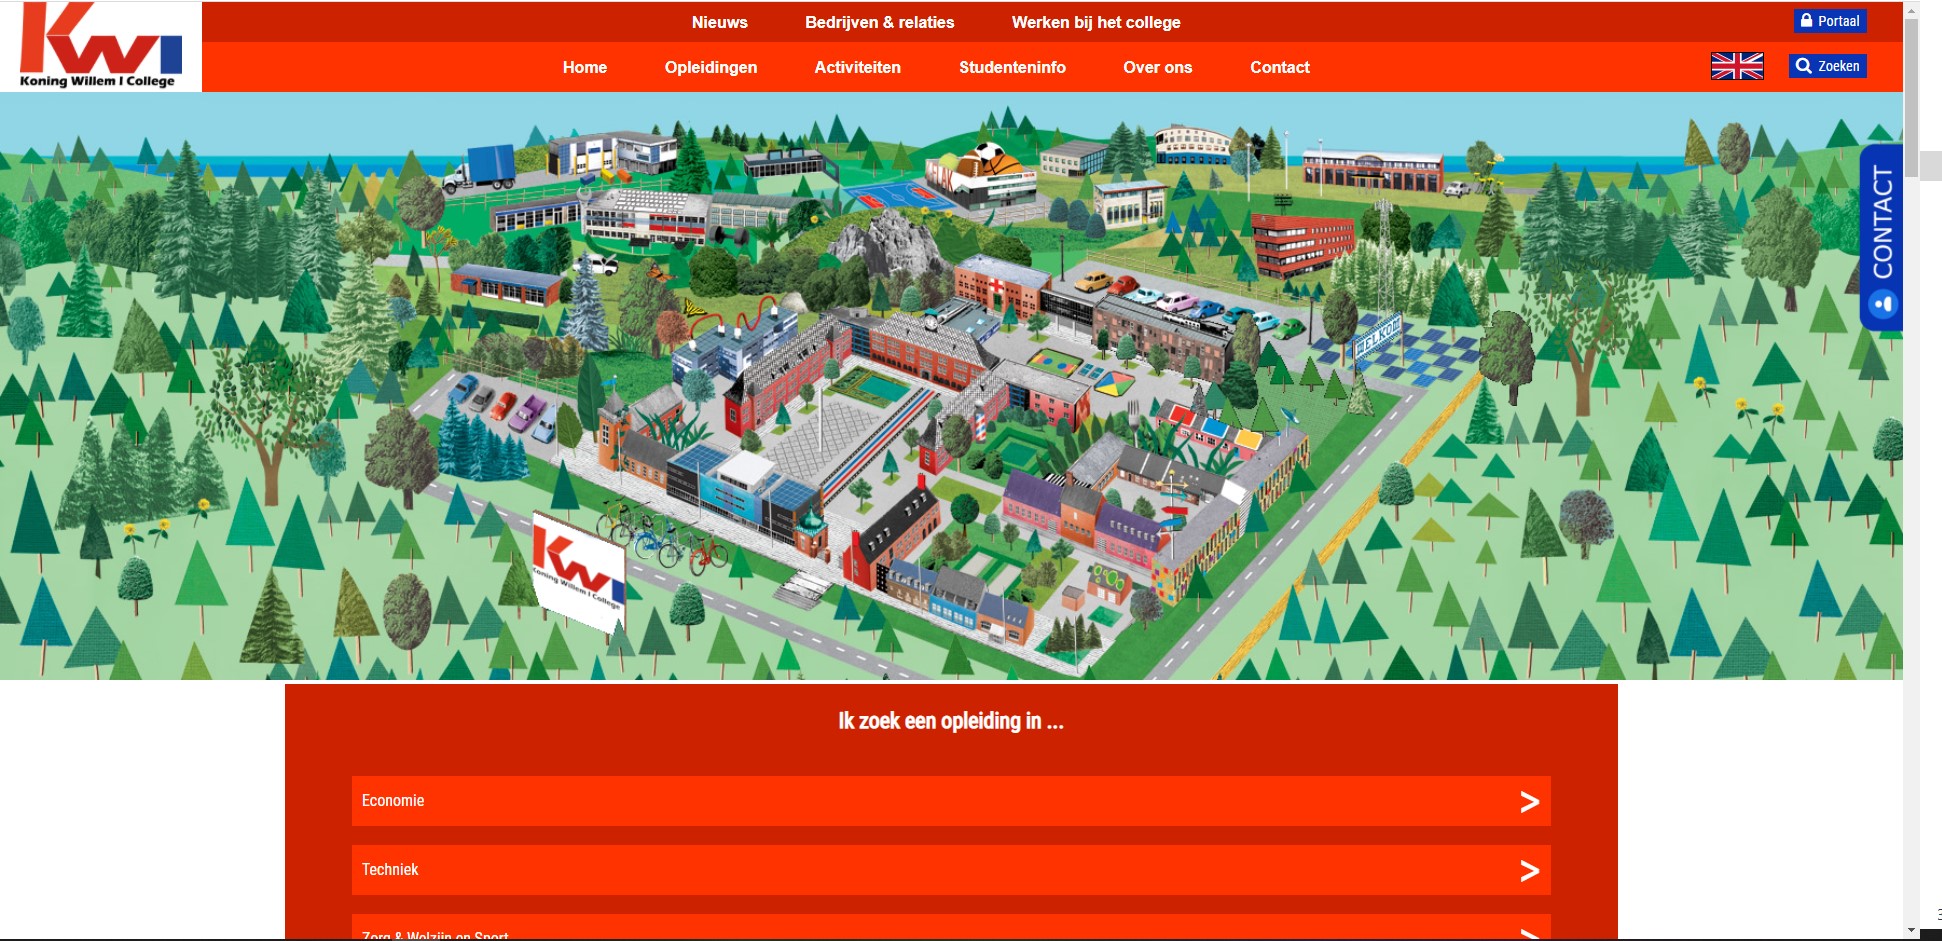 Kwi
Koning Willem I College
Nieuws
Bedrijven & relaties
Werken bij het college
Portaal
Home
Opleidingen
Activiteiten
Studenteninfo
Over ons
Contact
Zoeken
CONTACT
WELKOM
Kwi
Koning Willem I College
Ik zoek een opleiding in ...
Economie
>
Techniek
>
Zorg & Welzijn en Sport
>